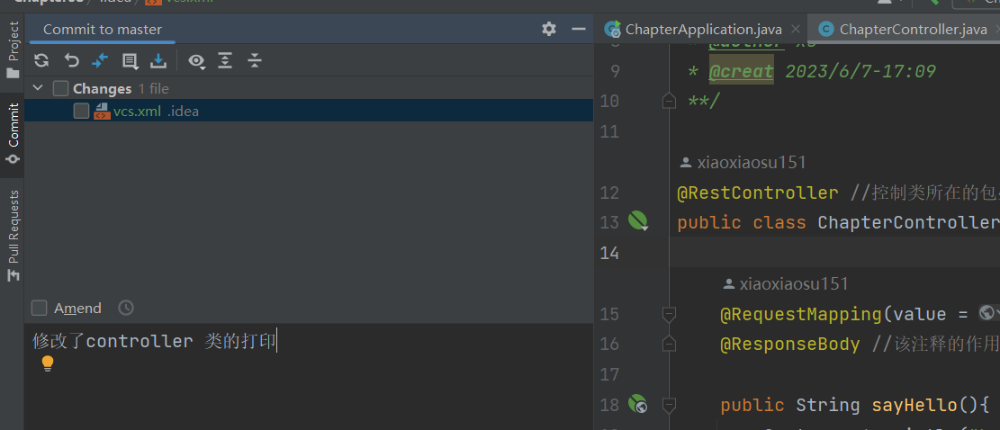 Commit to master
Project
Commit
Pull Requests
Changes 1 file
vcs.xml .idea
Amend
修改了controller 类的打印
ChapterApplication.java
ChapterController.java
9 * @creat 2023/6/7-17:09
10 **/
11
xiaoxiaosu151
12 @RestController //控制类所在的包
13 public class ChapterController
14
xiaoxiaosu151
15 @RequestMapping(value =
16 @ResponseBody //该注释的作用
17
18 public String sayHello(){